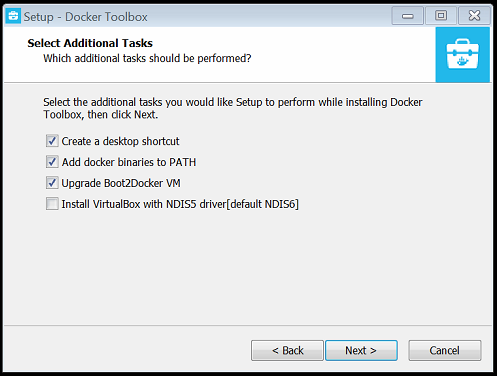 Setup - Docker Toolbox
Select Additional Tasks
Which additional tasks should be performed?
Select the additional tasks you would like Setup to perform while installing Docker
Toolbox, then click Next.
Create a desktop shortcut
Add docker binaries to PATH
Upgrade Boot2Docker VM
Install VirtualBox with NDIS5 driver[default NDIS6]
< Back
Next >
Cancel